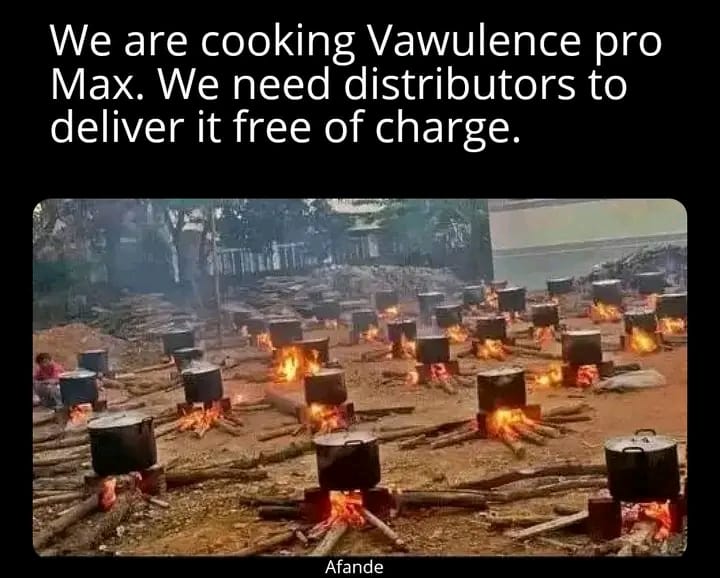 We are cooking Vawulence pro
Max. We need distributors to
deliver it free of charge.
Afande